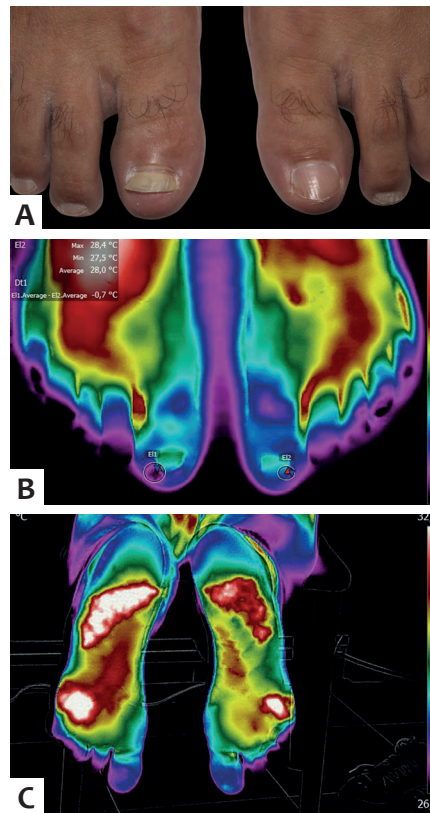 A
El2 Max 28,4 °C
Min 27,5 °C
Average 28,0 °C
Dt1
El1.Average - El2.Average -0,7 °C
El1
El2
B
°C 32
26
C